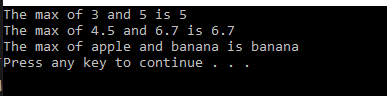 The max of 3 and 5 is 5
The max of 4.5 and 6.7 is 6.7
The max of apple and banana is banana
Press any key to continue . . .